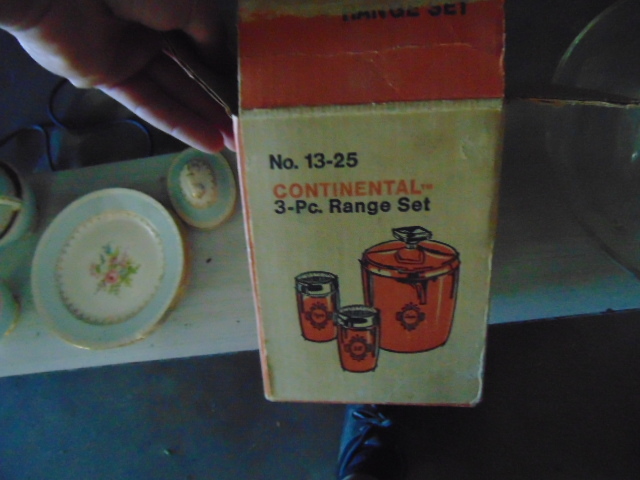 RANGE SET
No. 13-25
CONTINENTAL™
3-Pc. Range Set